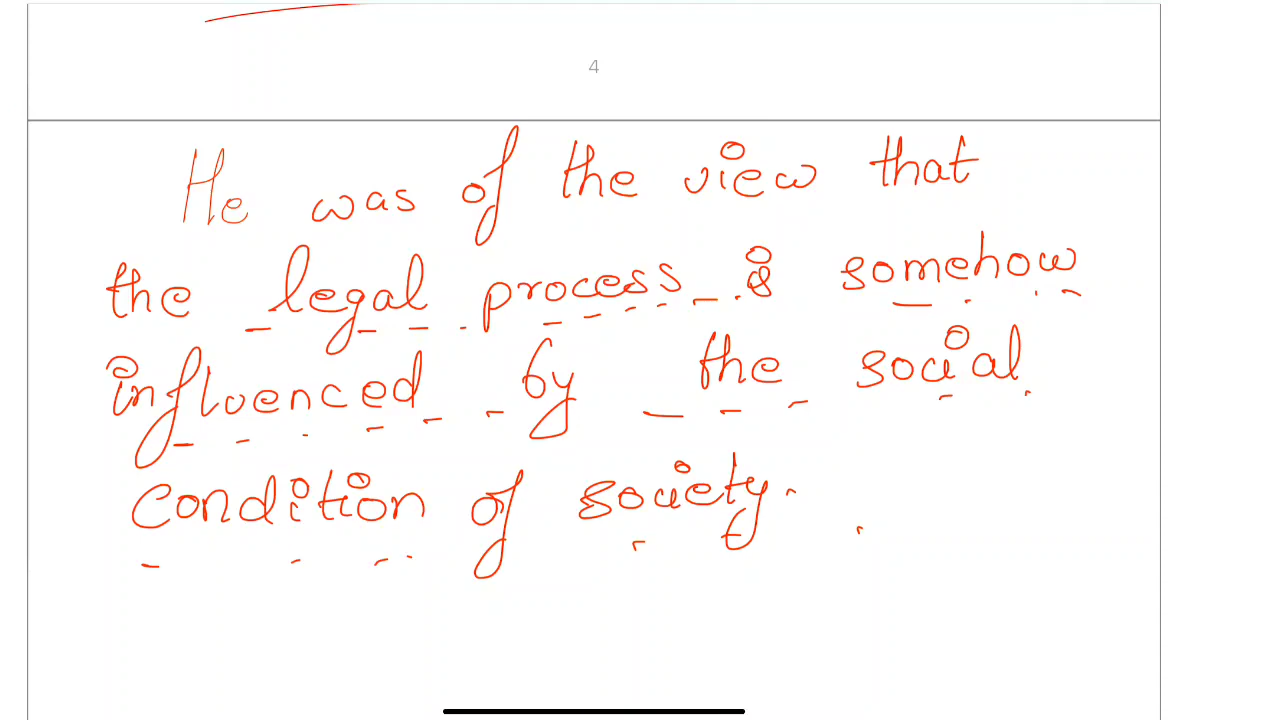 4
He was of the view that
the legal process is somehow
influenced by the social
condition of society.